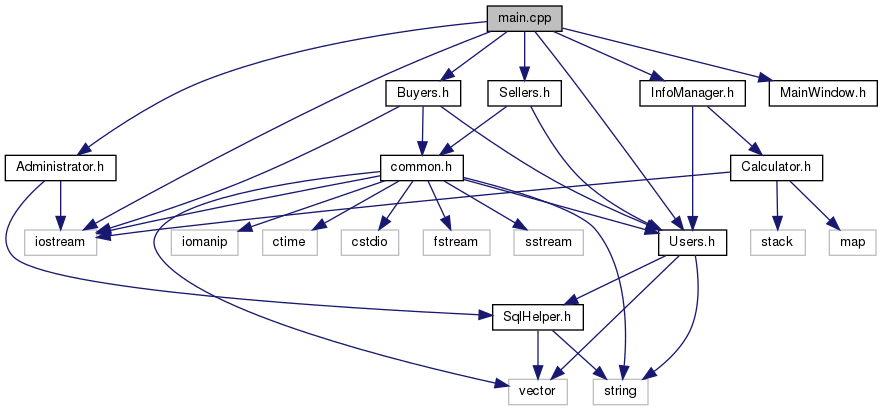 main.cpp
Buyers.h
Sellers.h
InfoManager.h
MainWindow.h
Administrator.h
common.h
Calculator.h
iostream
iomanip
ctime
cstdio
fstream
sstream
Users.h
stack
map
SqlHelper.h
vector
string